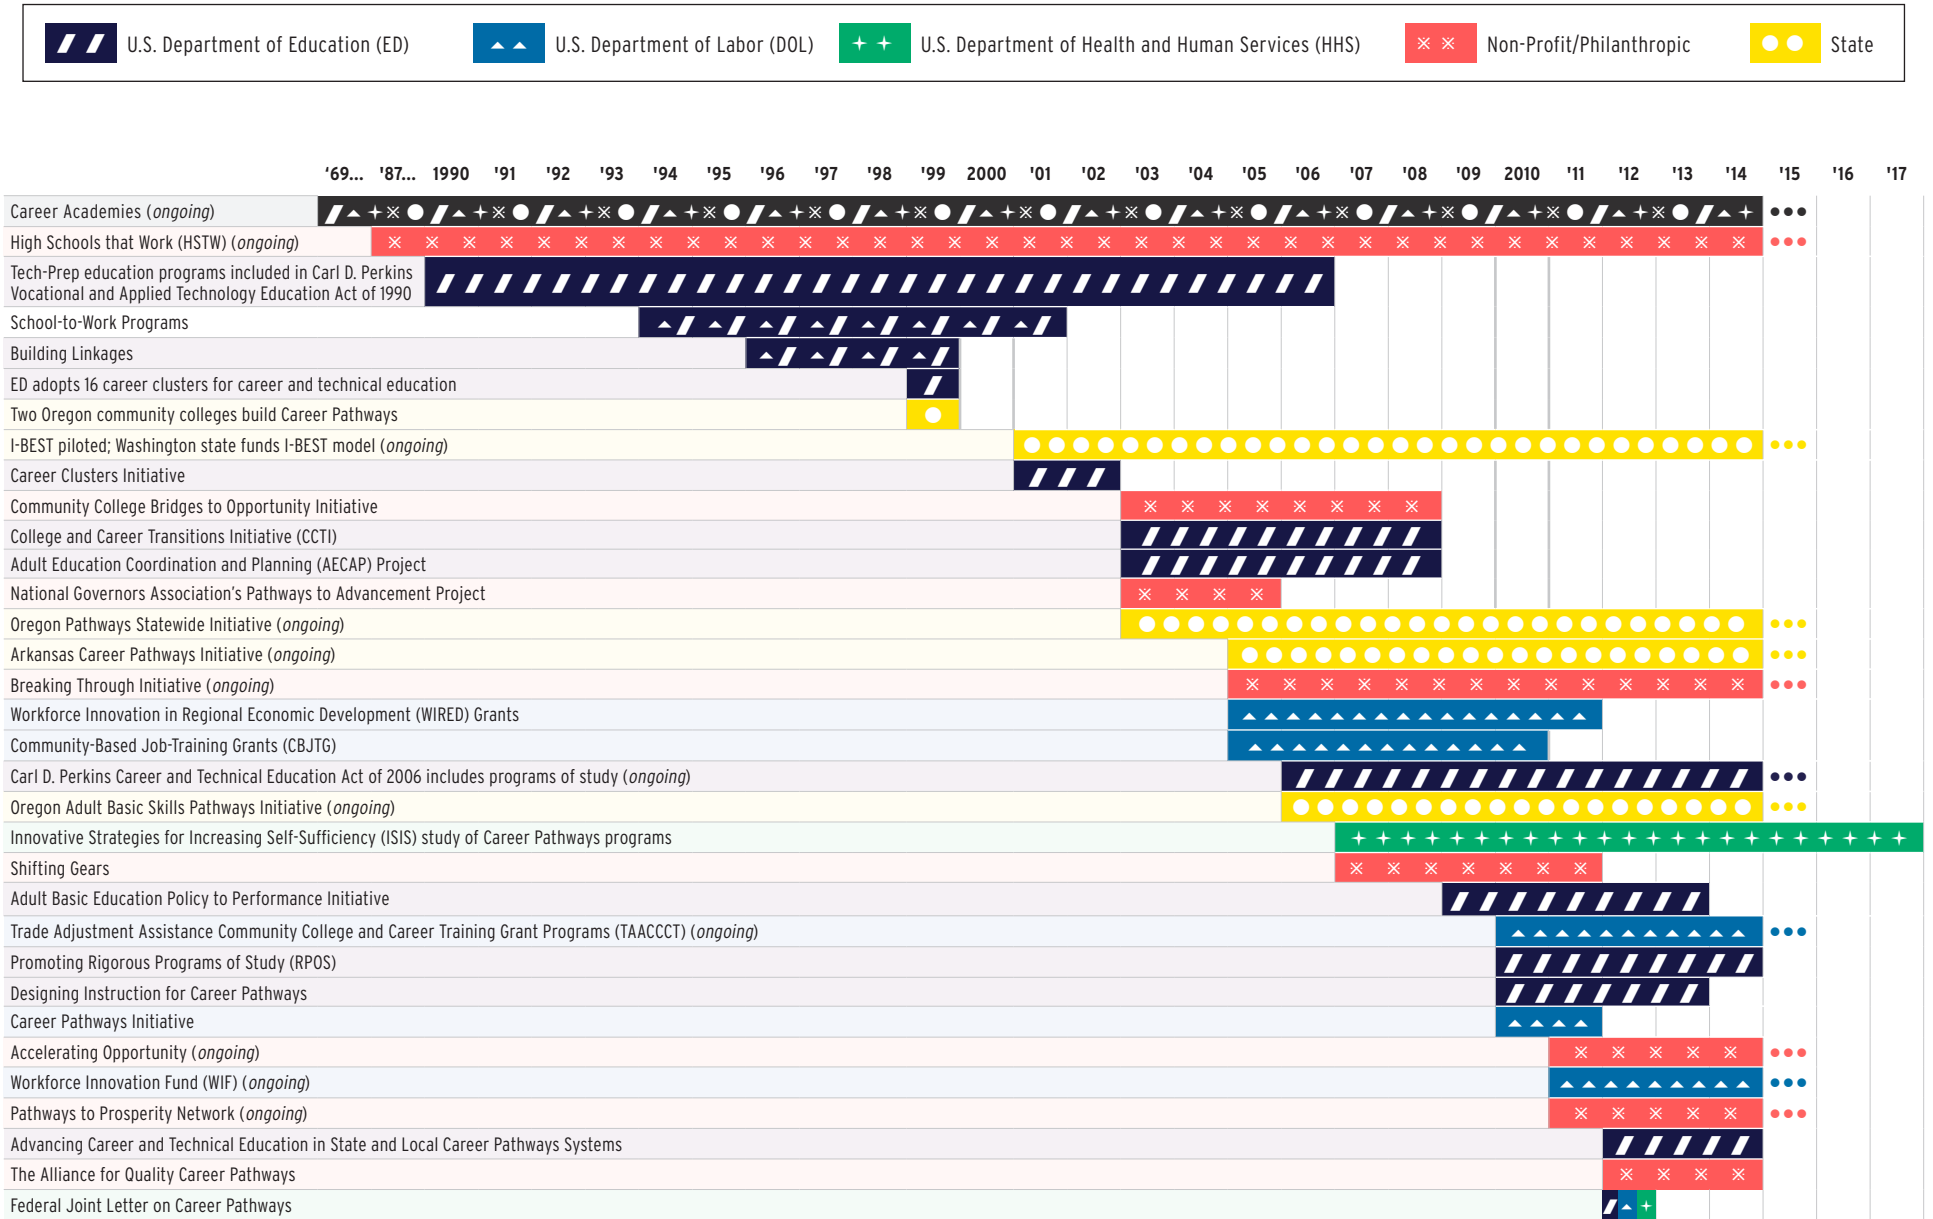 U.S. Department of Education (ED)
U.S. Department of Labor (DOL)
U.S. Department of Health and Human Services (HHS)
Non-Profit/Philanthropic
State
‘69... '87... 1990 '91 '92 '93 '94 '95 '96 '97 '98 '99 2000 '01 '02 '03 '04 '05 '06 '07 '08 '09 2010 '11 '12 '13 '14 '15 '16 '17
Career Academies (ongoing)
High Schools that Work (HSTW) (ongoing)
Tech-Prep education programs included in Carl D. Perkins
Vocational and Applied Technology Education Act of 1990
School-to-Work Programs
Building Linkages
ED adopts 16 career clusters for career and technical education
Two Oregon community colleges build Career Pathways
I-BEST piloted; Washington state funds I-BEST model (ongoing)
Career Clusters Initiative
Community College Bridges to Opportunity Initiative
College and Career Transitions Initiative (CCTI)
Adult Education Coordination and Planning (AECAP) Project
National Governors Association's Pathways to Advancement Project
Oregon Pathways Statewide Initiative (ongoing)
Arkansas Career Pathways Initiative (ongoing)
Breaking Through Initiative (ongoing)
Workforce Innovation in Regional Economic Development (WIRED) Grants
Community-Based Job-Training Grants (CBJTG)
Carl D. Perkins Career and Technical Education Act of 2006 includes programs of study (ongoing)
Oregon Adult Basic Skills Pathways Initiative (ongoing)
Innovative Strategies for Increasing Self-Sufficiency (ISIS) study of Career Pathways programs
Shifting Gears
Adult Basic Education Policy to Performance Initiative
Trade Adjustment Assistance Community College and Career Training Grant Programs (TAACCCT) (ongoing)
Promoting Rigorous Programs of Study (RPOS)
Designing Instruction for Career Pathways
Career Pathways Initiative
Accelerating Opportunity (ongoing)
Workforce Innovation Fund (WIF) (ongoing)
Pathways to Prosperity Network (ongoing)
Advancing Career and Technical Education in State and Local Career Pathways Systems
The Alliance for Quality Career Pathways
Federal Joint Letter on Career Pathways